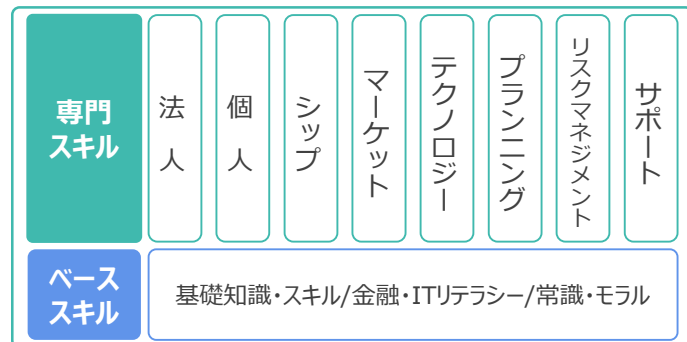 専門
スキル
法人
個人
シップ
マーケット
テクノロジー
プランニング
リスクマネジメント
サポート
ベース
スキル
基礎知識・スキル/金融・ITリテラシー/常識・モラル